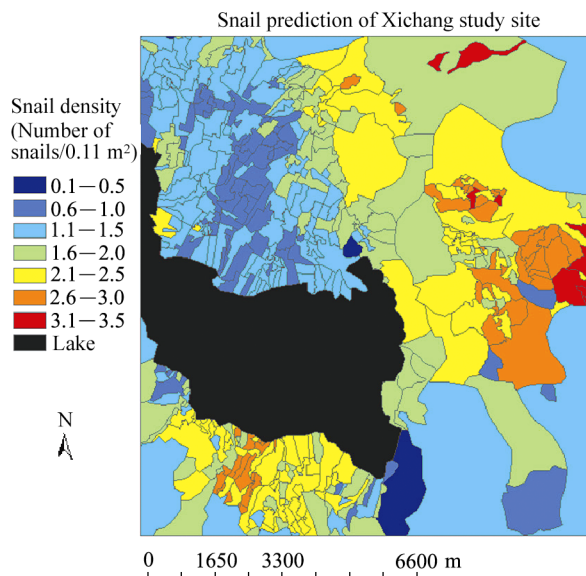 Snail prediction of Xichang study site
Snail density
(Number of
snails/0.11 m²)
0.1—0.5
0.6—1.0
1.1—1.5
1.6—2.0
2.1—2.5
2.6—3.0
3.1—3.5
Lake
N
0 1650 3300 6600 m